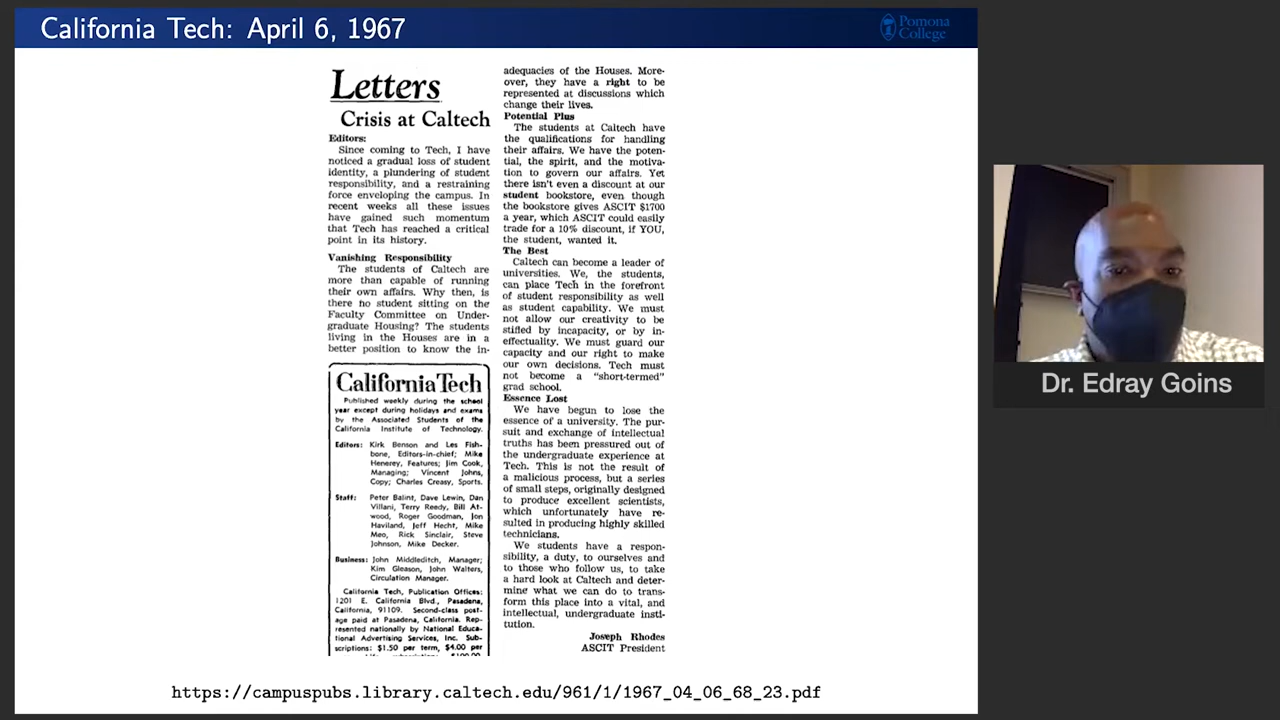 California Tech: April 6, 1967
Pomona
College
Letters
Crisis at Caltech
Editors:
Since coming to Tech, I have
noticed a gradual loss of student
identity, a plundering of student
responsibility, and a restraining
force enveloping the campus. In
recent weeks all these issues
have gained such momentum
that Tech has reached a critical
point in its history.
Vanishing Responsibility
The students of Caltech are
more than capable of running
their own affairs. Why then, is
there no student sitting on the
Faculty Committee on Under-
graduate Housing? The students
living in the Houses are in a
better position to know the in-
California Tech
Published weekly during the school
year except during holidays and exams
by the Associated Students of the
California Institute of Technology.
Editors: Kirk Benson and Les Fish-
bone, Editors-in-chief; Mike
Henerey, Features; Jim Cook,
Managing; Vincent Johns,
Copy; Charles Creasy, Sports.
Staff: Peter Balint, Dave Lewin, Dan
Villani, Terry Reedy, Bill At-
wood, Roger Goodman, Jon
Haviland, Jeff Hecht, Mike
Meo, Rick Sinclair, Steve
Johnson, Mike Decker.
Business: John Middleditch, Manager;
Kim Gleason, John Walters,
Circulation Manager.
California Tech, Publication Offices:
1201 E. California Blvd., Pasadena,
California, 91109. Second-class post-
age paid at Pasadena, California. Rep-
resented nationally by National Educa-
tional Advertising Services, Inc. Sub-
scriptions: $1.50 per term, $4.00 per
adequacies of the Houses. More-
over, they have a right to be
represented at discussions which
change their lives.
Potential Plus
The students at Caltech have
the qualifications for handling
their affairs. We have the poten-
tial, the spirit, and the motiva-
tion to govern our affairs. Yet
there isn't even a discount at our
student bookstore, even though
the bookstore gives ASCIT $1700
a year, which ASCIT could easily
trade for a 10% discount, if YOU,
the student, wanted it.
The Best
Caltech can become a leader of
universities. We, the students,
can place Tech in the forefront
of student responsibility as well
as student capability. We must
not allow our creativity to be
stifled by incapacity, or by in-
effectuality. We must guard our
capacity and our right to make
our own decisions. Tech must
not become a "short-termed"
grad school.
Essence Lost
We have begun to lose the
essence of a university. The pur-
suit and exchange of intellectual
truths has been pressured out of
the undergraduate experience at
Tech. This is not the result of
a malicious process, but a series
of small steps, originally designed
to produce excellent scientists,
which unfortunately have re-
sulted in producing highly skilled
technicians.
We students have a respon-
sibility, a duty, to ourselves and
to those who follow us, to take
a hard look at Caltech and deter-
mine what we can do to trans-
form this place into a vital, and
intellectual, undergraduate insti-
tution.
Joseph Rhodes
ASCIT President
https://campuspubs.library.caltech.edu/961/1/1967_04_06_68_23.pdf
Dr. Edray Goins